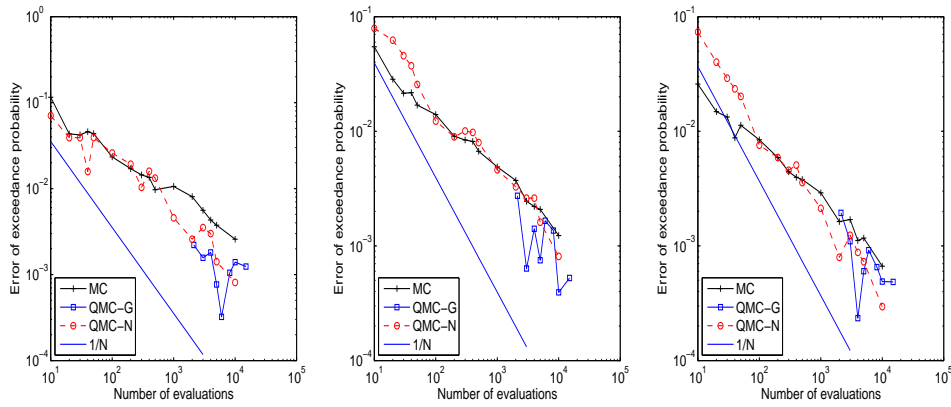 10^0
10^-1
10^-2
10^-3
10^-4
Error of exceedance probability
MC
QMC-G
QMC-N
1/N
10^1
10^2
10^3
10^4
10^5
Number of evaluations
10^-1
10^-2
10^-3
10^-4
Error of exceedance probability
MC
QMC-G
QMC-N
1/N
10^1
10^2
10^3
10^4
10^5
Number of evaluations
10^-1
10^-2
10^-3
10^-4
Error of exceedance probability
MC
QMC-G
QMC-N
1/N
10^1
10^2
10^3
10^4
10^5
Number of evaluations